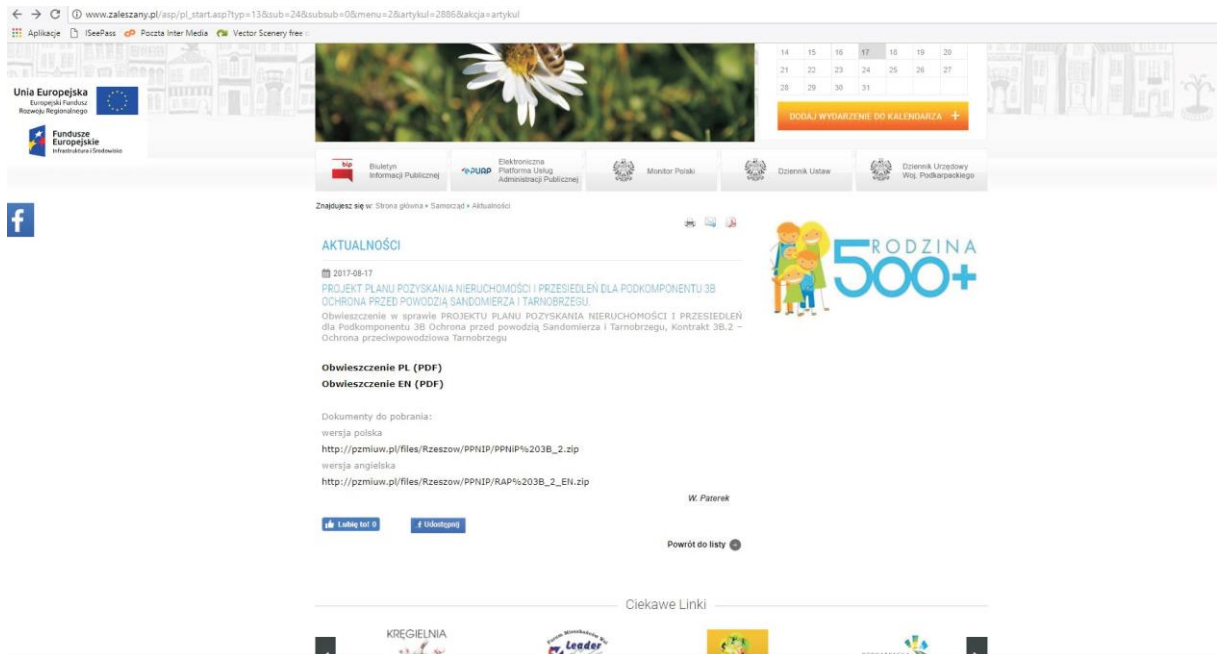 www.zaleszany.pl/asp/pl_start.asp?typ=13&sub=24&subsub=0&menu=2&artykul=2886&akcja=artykul
Aplikacje ISeePass Poczta Inter Media Vector Scenery free
14 15 16 17 18 19 20
21 22 23 24 25 26 27
28 29 30 31
DODAJ WYDARZENIE DO KALENDARZA +
Unia Europejska
Europejski Fundusz
Rozwoju Regionalnego
Fundusze
Europejskie
Infrastruktura i Środowisko
bip
Biuletyn
Informacji Publicznej
ePUAP
Elektroniczna
Platforma Usług
Administracji Publicznej
Monitor Polski
Dziennik Ustaw
Dziennik Urzędowy
Woj. Podkarpackiego
Znajdujesz się w: Strona główna • Samorząd • Aktualności
AKTUALNOŚCI
2017-08-17
PROJEKT PLANU POZYSKANIA NIERUCHOMOŚCI I PRZESIEDLEŃ DLA PODKOMPONENTU 3B
OCHRONA PRZED POWODZIĄ SANDOMIERZA I TARNOBRZEGU.
Obwieszczenie w sprawie PROJEKTU PLANU POZYSKANIA NIERUCHOMOŚCI I PRZESIEDLEŃ
dla Podkomponentu 3B Ochrona przed powodzią Sandomierza i Tarnobrzegu, Kontrakt 3B.2 –
Ochrona przeciwpowodziowa Tarnobrzegu
Obwieszczenie PL (PDF)
Obwieszczenie EN (PDF)
Dokumenty do pobrania:
wersja polska
http://pzmiuw.pl/files/Rzeszow/PPNIP/PPNiP%203B_2.zip
wersja angielska
http://pzmiuw.pl/files/Rzeszow/PPNIP/RAP%203B_2_EN.zip
W. Paterek
Lubię to! 0
f Udostępnij
Powrót do listy
RODZINA
500+
f
Ciekawe Linki
KRĘGIELNIA
Forum Mieszkańców Wsi
Leader